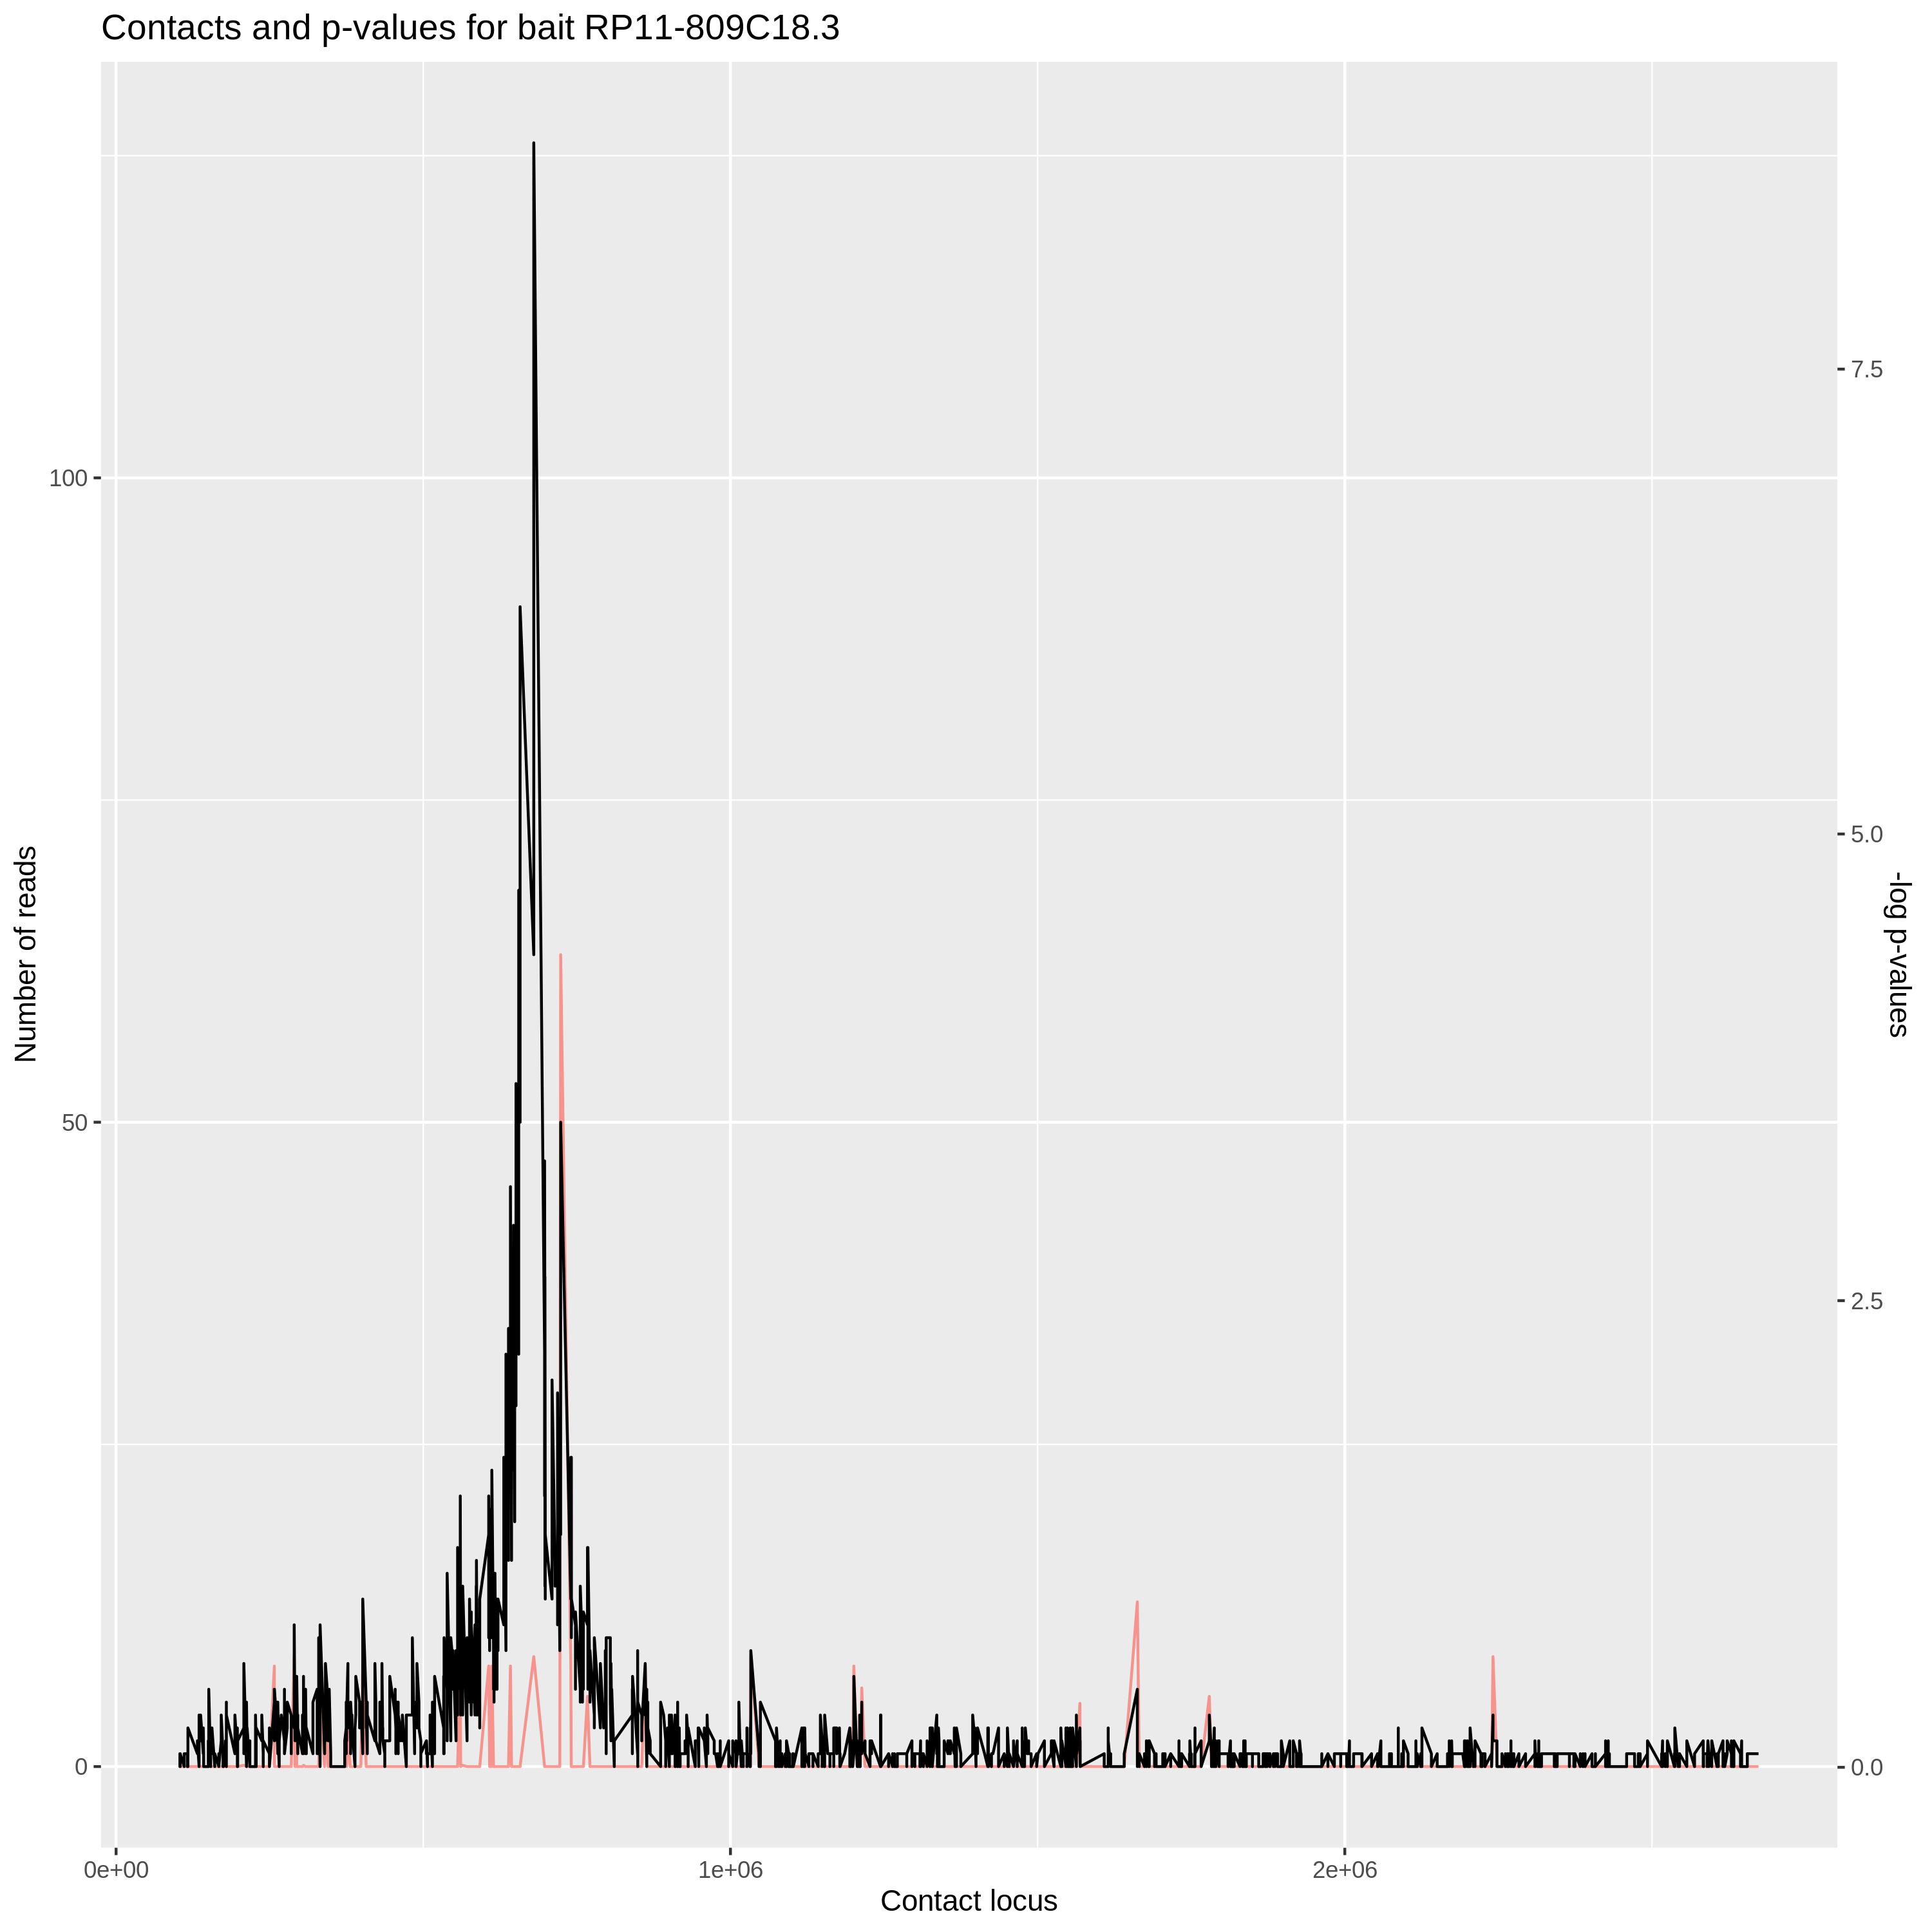 Contacts and p-values for bait RP11-809C18.3
Number of reads
100
50
0
7.5
5.0
2.5
0.0
-log p-values
0e+00
1e+06
2e+06
Contact locus